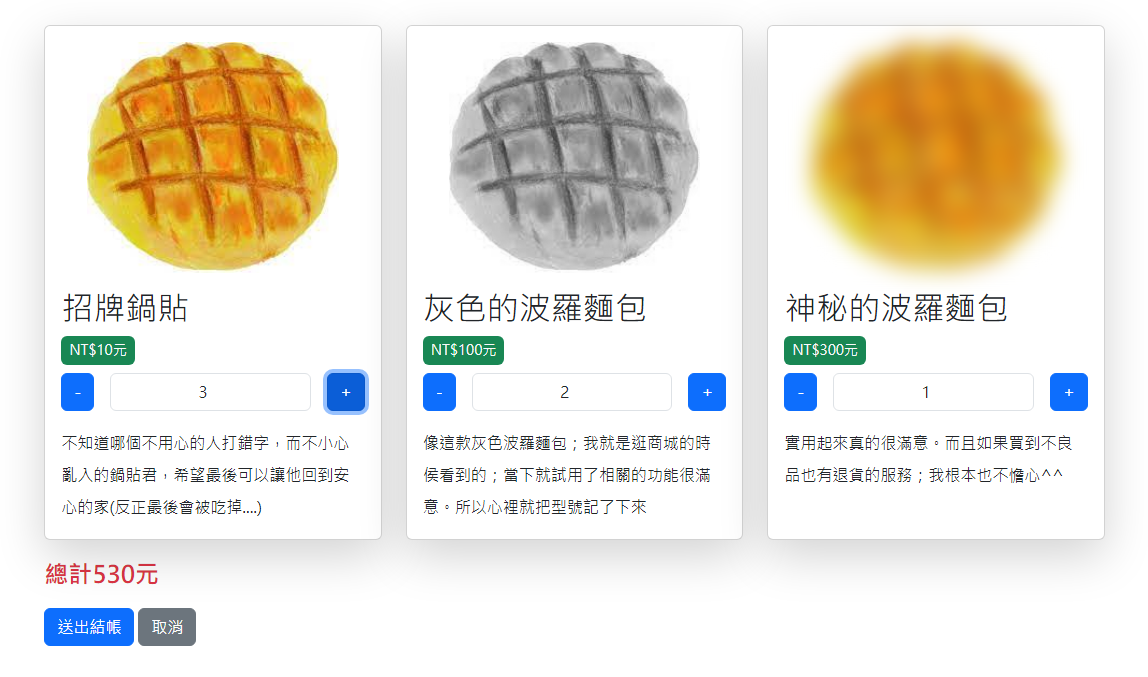 招牌鍋貼
NT$10元
- 3 +
不知道哪個不用心的人打錯字，而不小心
亂入的鍋貼君，希望最後可以讓他回到安
心的家(反正最後會被吃掉....)
灰色的波羅麵包
NT$100元
- 2 +
像這款灰色波羅麵包；我就是逛商城的時
侯看到的；當下就試用了相關的功能很滿
意。所以心裡就把型號記了下來
神秘的波羅麵包
NT$300元
- 1 +
實用起來真的很滿意。而且如果買到不良
品也有退貨的服務；我根本也不憺心^^
總計530元
送出結帳 取消